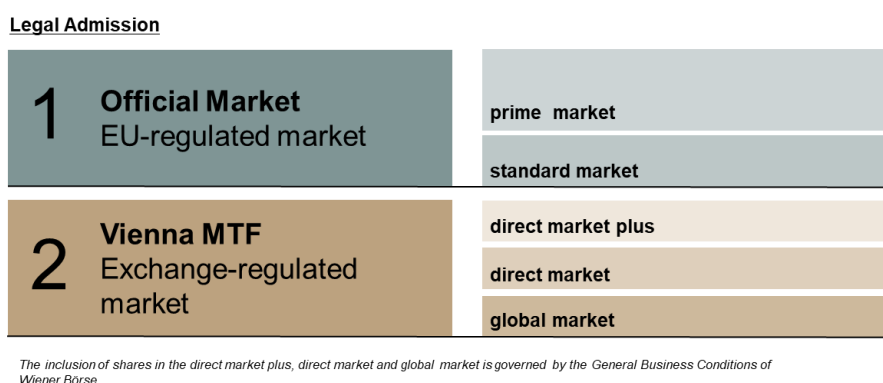 Legal Admission
1
Official Market
EU-regulated market
prime market
standard market
2
Vienna MTF
Exchange-regulated
market
direct market plus
direct market
global market
The inclusion of shares in the direct market plus, direct market and global market is governed by the General Business Conditions of
Wiener Börse